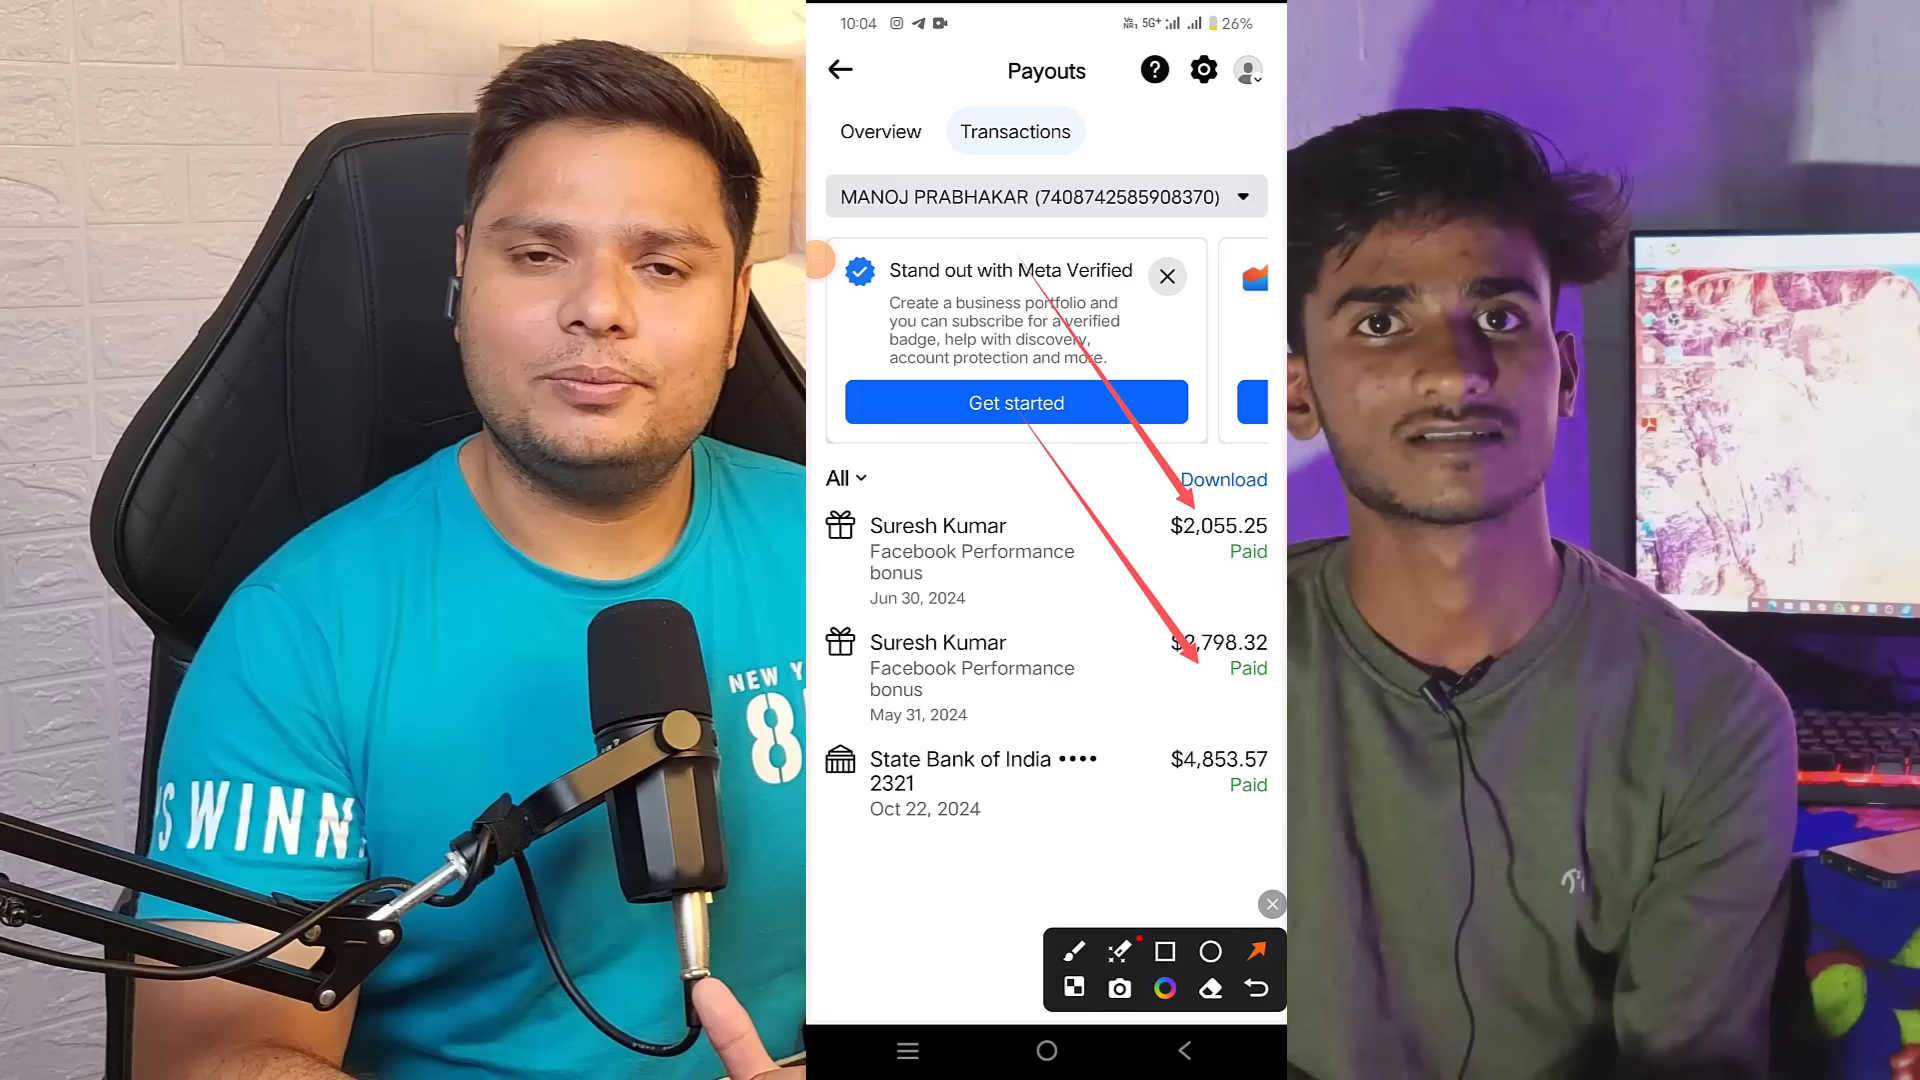 10:04
5G+
26%
Payouts
Overview
Transactions
MANOJ PRABHAKAR (7408742585908370)
Stand out with Meta Verified
Create a business portfolio and
you can subscribe for a verified
badge, help with discovery,
account protection and more.
Get started
All
Download
Suresh Kumar
$2,055.25
Facebook Performance
bonus
Paid
Jun 30, 2024
Suresh Kumar
$2,798.32
Facebook Performance
bonus
Paid
May 31, 2024
State Bank of India ••••
2321
$4,853.57
Paid
Oct 22, 2024
NEW Y
8
S WINN